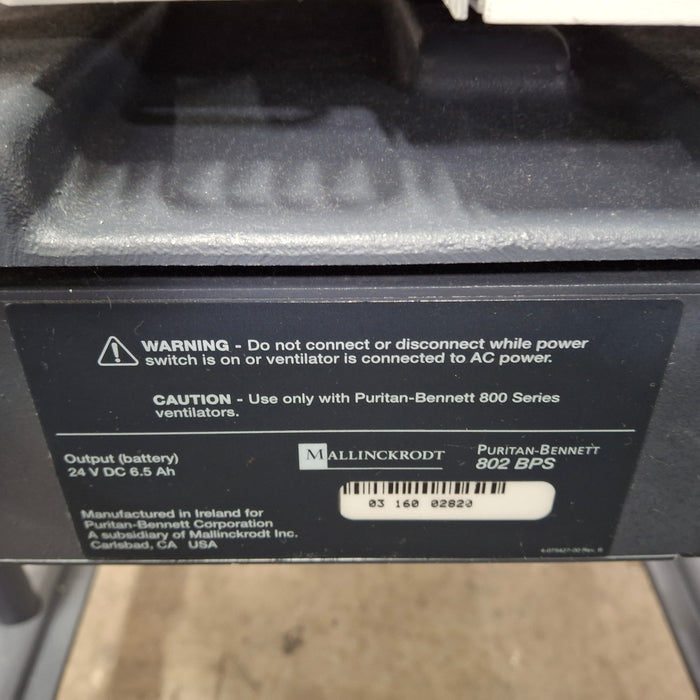 WARNING - Do not connect or disconnect while power
switch is on or ventilator is connected to AC power.
CAUTION - Use only with Puritan-Bennett 800 Series
ventilators.
Output (battery)
24 V DC 6.5 Ah
MALLINCKRODT
PURITAN-BENNETT
802 BPS
03 160 02820
Manufactured in Ireland for
Puritan-Bennett Corporation
A subsidiary of Mallinckrodt Inc.
Carlsbad, CA USA